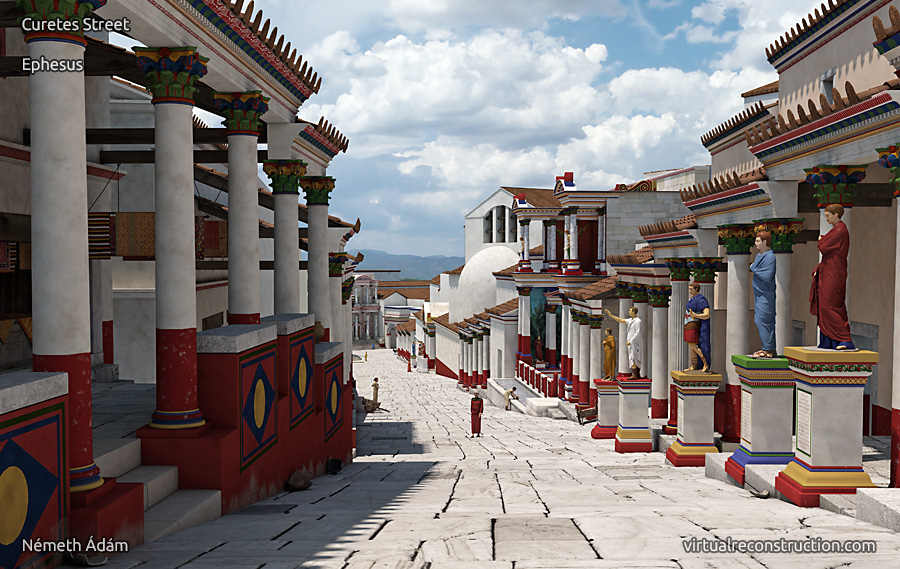 Curetes Street
Ephesus
Németh Ádám
virtualreconstruction.com